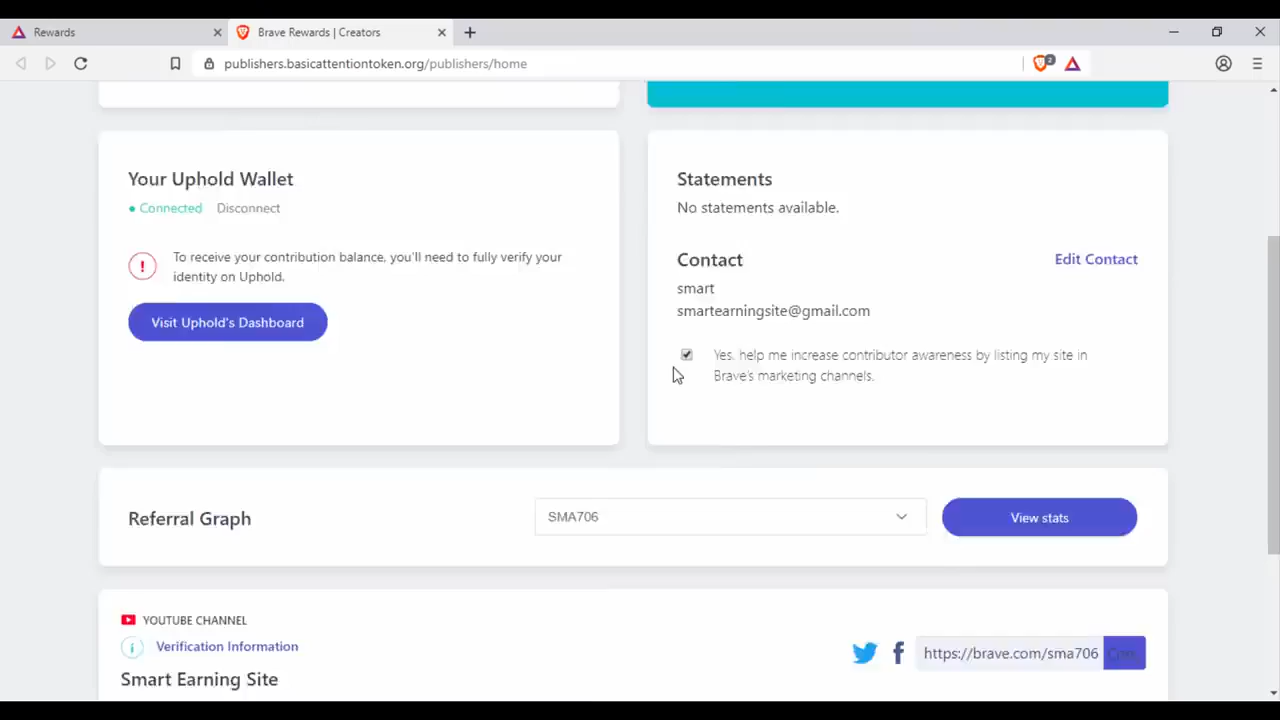 Rewards
Brave Rewards | Creators
publishers.basicattentiontoken.org/publishers/home
2
Your Uphold Wallet
Connected Disconnect
To receive your contribution balance, you'll need to fully verify your
identity on Uphold.
Visit Uphold's Dashboard
Statements
No statements available.
Contact Edit Contact
smart
smartearningsite@gmail.com
Yes, help me increase contributor awareness by listing my site in
Brave's marketing channels.
Referral Graph SMA706 View stats
YOUTUBE CHANNEL
Verification Information
https://brave.com/sma706
Smart Earning Site